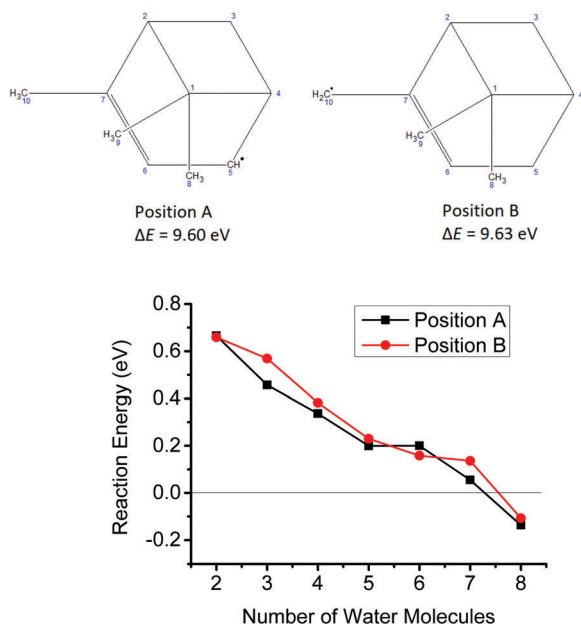 2
3
1
4
H₃C
10
7
H₃C
9
6
CH₃
8
CH•
5
Position A
ΔE = 9.60 eV
2
3
1
4
H₂C•
10
7
H₃C
9
6
CH₃
8
5
Position B
ΔE = 9.63 eV
Reaction Energy (eV)
0.8
0.6
0.4
0.2
0.0
-0.2
Position A
Position B
2 3 4 5 6 7 8
Number of Water Molecules